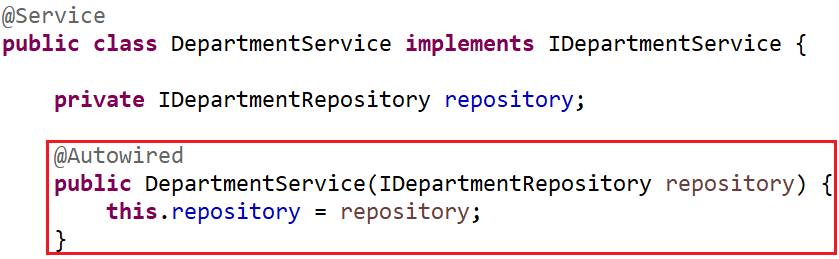 @Service
public class DepartmentService implements IDepartmentService {
private IDepartmentRepository repository;
@Autowired
public DepartmentService(IDepartmentRepository repository) {
this.repository = repository;
}